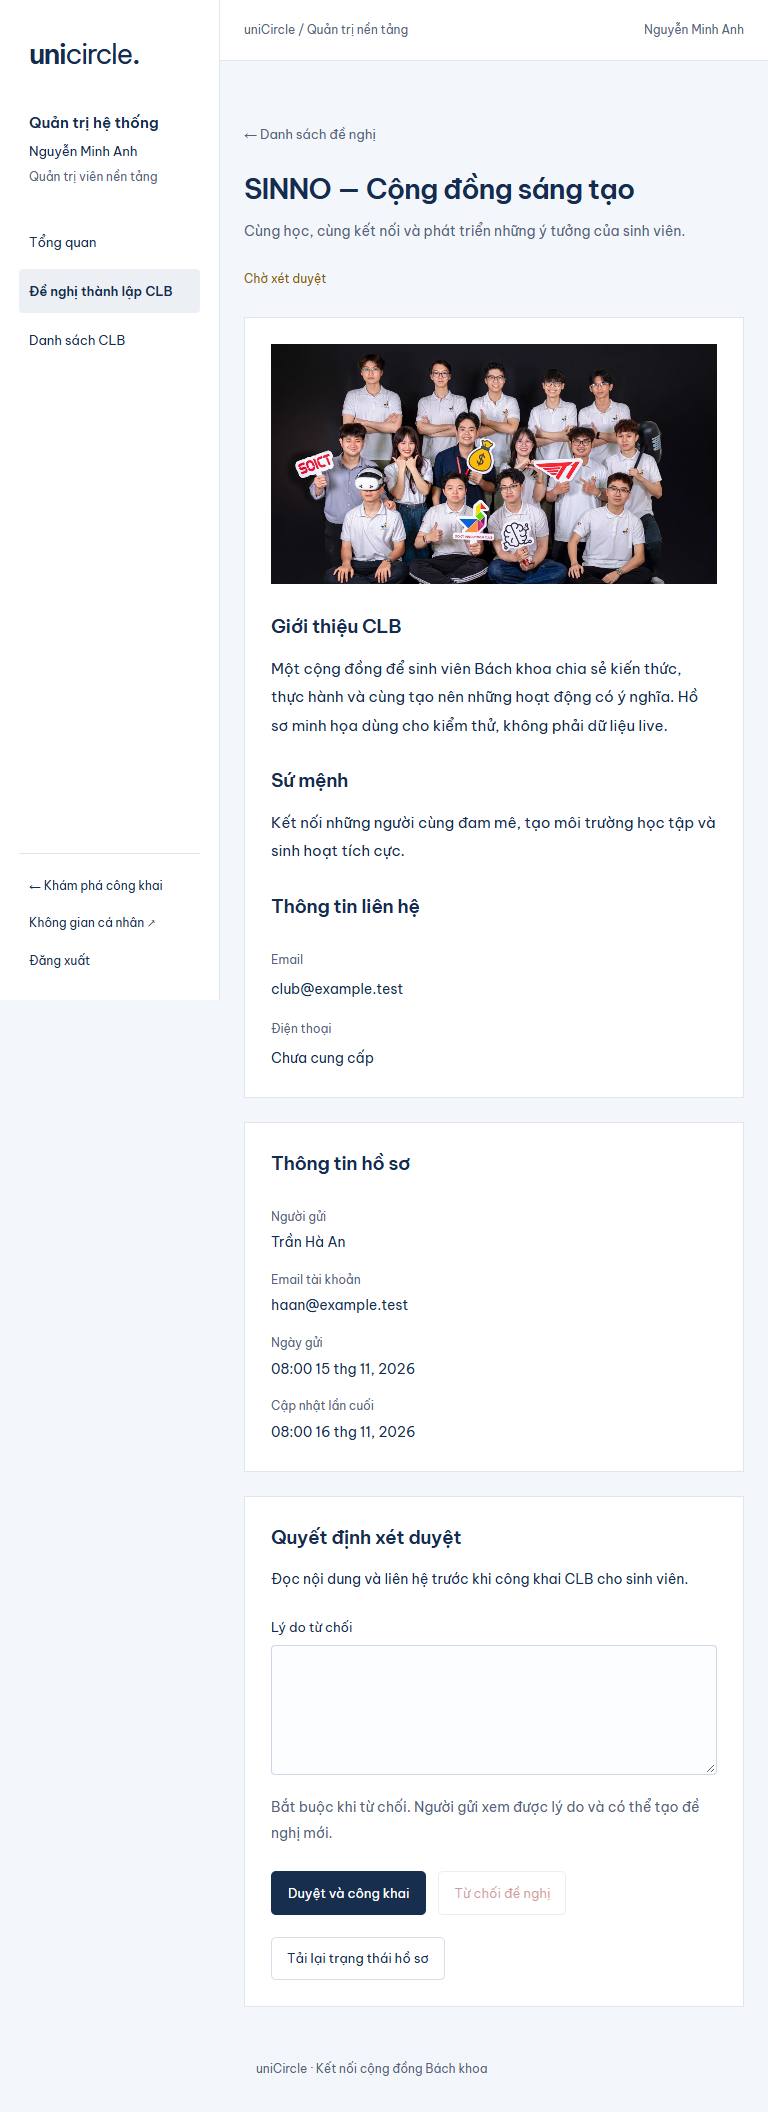 unicircle.
Quản trị hệ thống
Nguyễn Minh Anh
Quản trị viên nền tảng
Tổng quan
Đề nghị thành lập CLB
Danh sách CLB
← Khám phá công khai
Không gian cá nhân ↗
Đăng xuất
uniCircle / Quản trị nền tảng
Nguyễn Minh Anh
← Danh sách đề nghị
SINNO — Cộng đồng sáng tạo
Cùng học, cùng kết nối và phát triển những ý tưởng của sinh viên.
Chờ xét duyệt
SOICT
Giới thiệu CLB
Một cộng đồng để sinh viên Bách khoa chia sẻ kiến thức,
thực hành và cùng tạo nên những hoạt động có ý nghĩa. Hồ
sơ minh họa dùng cho kiểm thử, không phải dữ liệu live.
Sứ mệnh
Kết nối những người cùng đam mê, tạo môi trường học tập và
sinh hoạt tích cực.
Thông tin liên hệ
Email
club@example.test
Điện thoại
Chưa cung cấp
Thông tin hồ sơ
Người gửi
Trần Hà An
Email tài khoản
haan@example.test
Ngày gửi
08:00 15 thg 11, 2026
Cập nhật lần cuối
08:00 16 thg 11, 2026
Quyết định xét duyệt
Đọc nội dung và liên hệ trước khi công khai CLB cho sinh viên.
Lý do từ chối
Bắt buộc khi từ chối. Người gửi xem được lý do và có thể tạo đề
nghị mới.
Duyệt và công khai
Từ chối đề nghị
Tải lại trạng thái hồ sơ
uniCircle · Kết nối cộng đồng Bách khoa